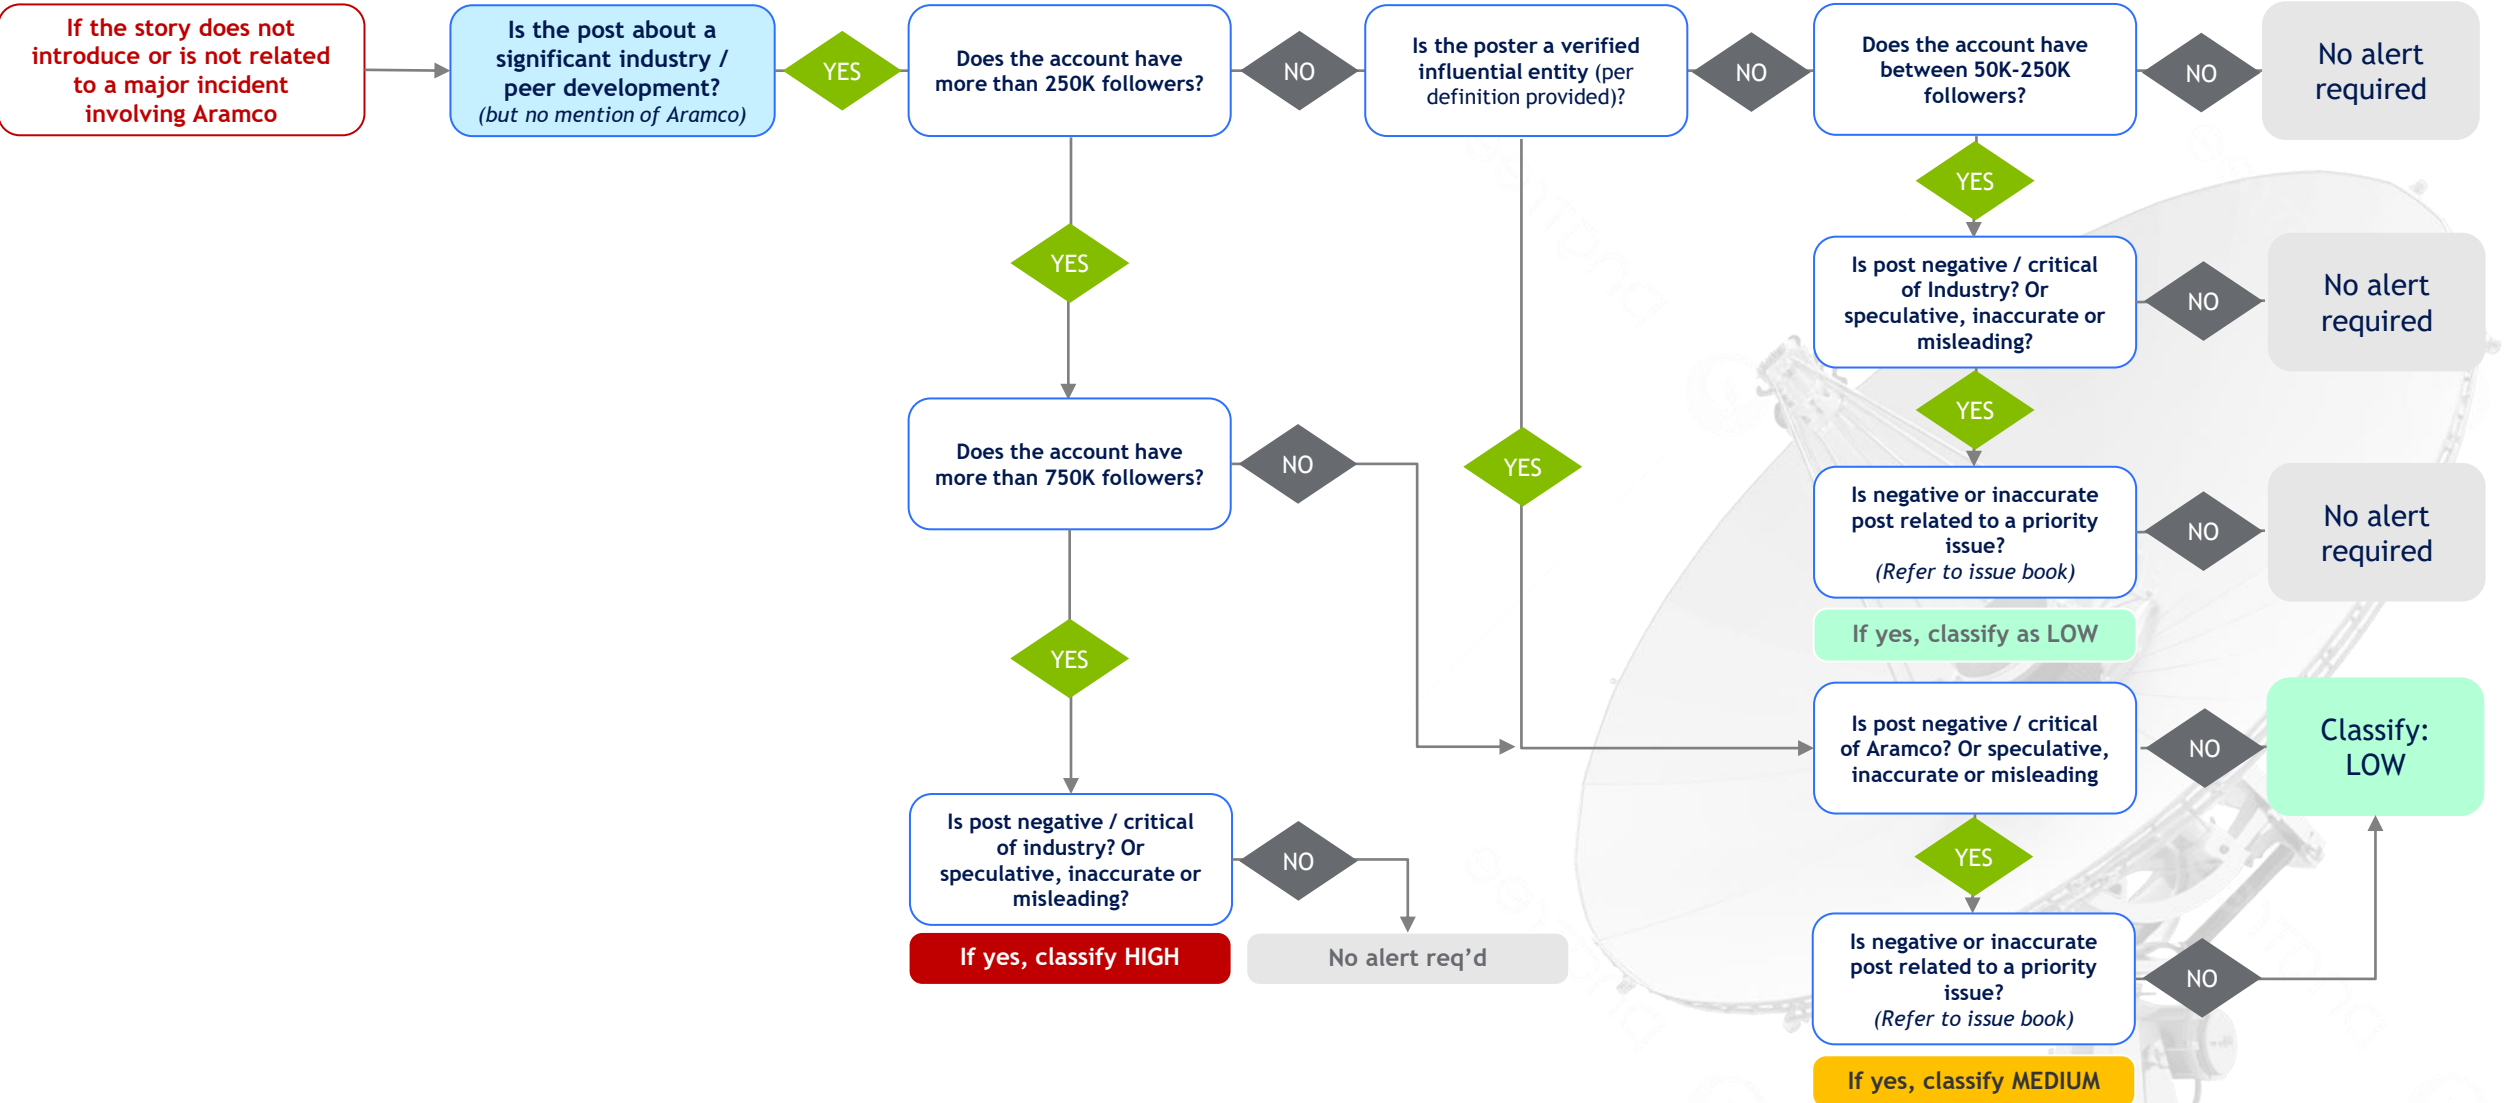 If the story does not
introduce or is not related
to a major incident
involving Aramco
Is the post about a
significant industry /
peer development?
(but no mention of Aramco)
YES
Does the account have
more than 250K followers?
NO
Is the poster a verified
influential entity (per
definition provided)?
NO
Does the account have
between 50K-250K
followers?
NO
No alert
required
YES
YES
Is post negative / critical
of Industry? Or
speculative, inaccurate or
misleading?
NO
No alert
required
YES
Does the account have
more than 750K followers?
NO
YES
Is negative or inaccurate
post related to a priority
issue?
(Refer to issue book)
NO
No alert
required
If yes, classify as LOW
YES
Is post negative / critical
of Aramco? Or speculative,
inaccurate or misleading
NO
Classify:
LOW
Is post negative / critical
of industry? Or
speculative, inaccurate or
misleading?
NO
YES
If yes, classify HIGH
No alert req’d
Is negative or inaccurate
post related to a priority
issue?
(Refer to issue book)
NO
If yes, classify MEDIUM